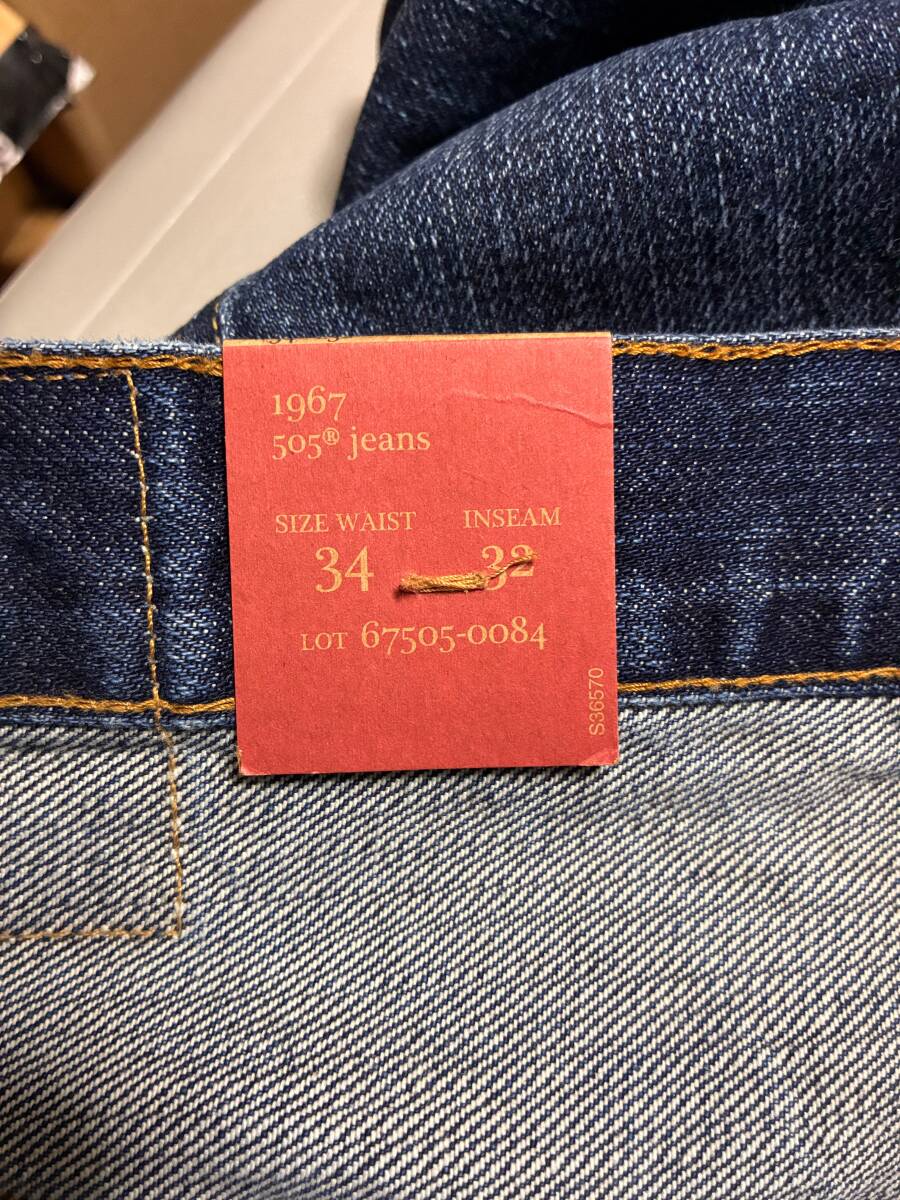 1967
505® jeans
SIZE WAIST INSEAM
34 32
LOT 67505-0084
S36570